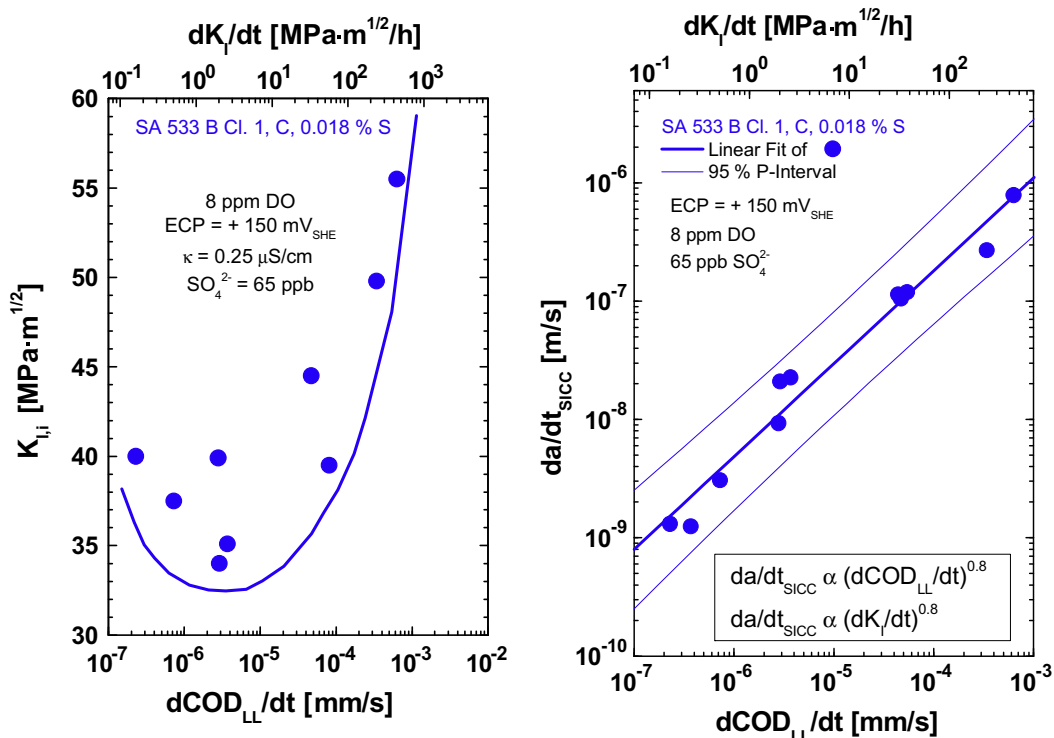 dK_I/dt [MPa·m^1/2/h]
10^-1 10^0 10^1 10^2 10^3
60
55
50
45
40
35
30
K_I,i [MPa·m^1/2]
SA 533 B Cl. 1, C, 0.018 % S
8 ppm DO
ECP = + 150 mV_SHE
κ = 0.25 µS/cm
SO_4^2- = 65 ppb
10^-7 10^-6 10^-5 10^-4 10^-3 10^-2
dCOD_LL/dt [mm/s]
dK_I/dt [MPa·m^1/2/h]
10^-1 10^0 10^1 10^2
10^-6
10^-7
10^-8
10^-9
10^-10
da/dt_SICC [m/s]
SA 533 B Cl. 1, C, 0.018 % S
Linear Fit of
95 % P-Interval
ECP = + 150 mV_SHE
8 ppm DO
65 ppb SO_4^2-
da/dt_SICC α (dCOD_LL/dt)^0.8
da/dt_SICC α (dK_I/dt)^0.8
10^-7 10^-6 10^-5 10^-4 10^-3
dCOD_LL/dt [mm/s]